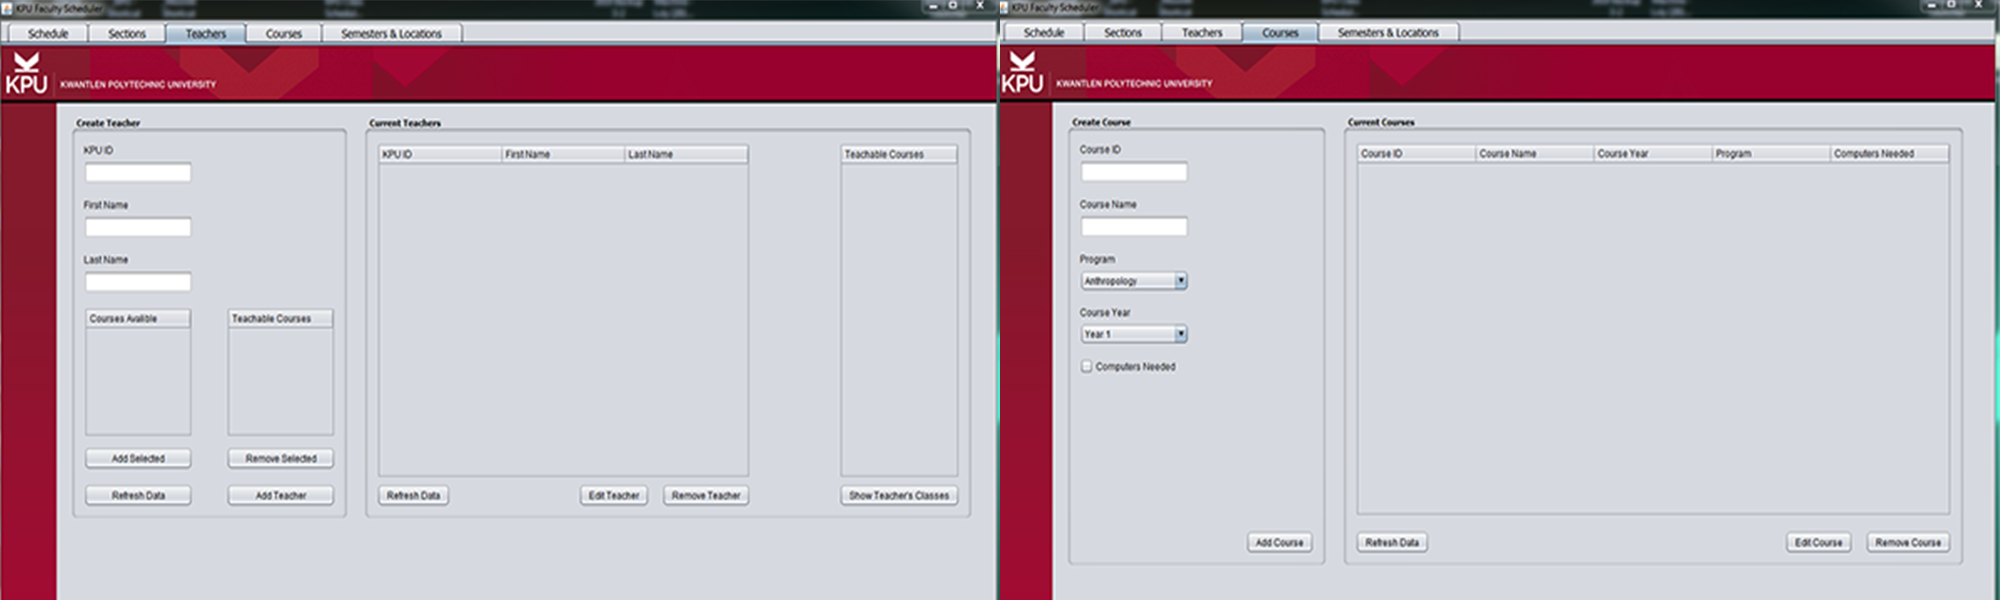 KPU Faculty Scheduler
Schedule Sections Teachers Courses Semesters & Locations
KPU KWANTLEN POLYTECHNIC UNIVERSITY
Create Teacher
KPU ID
First Name
Last Name
Courses Avalible Teachable Courses
Add Selected Remove Selected
Refresh Data Add Teacher
Current Teachers
KPU ID First Name Last Name Teachable Courses
Refresh Data Edit Teacher Remove Teacher Show Teacher's Classes
KPU Faculty Scheduler
Schedule Sections Teachers Courses Semesters & Locations
KPU KWANTLEN POLYTECHNIC UNIVERSITY
Create Course
Course ID
Course Name
Program
Anthropology
Course Year
Year 1
Computers Needed
Add Course
Current Courses
Course ID Course Name Course Year Program Computers Needed
Refresh Data Edit Course Remove Course